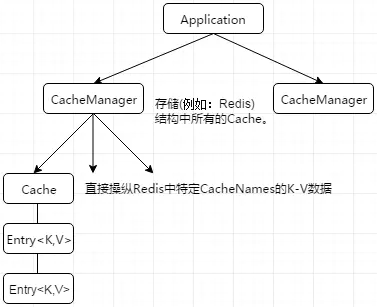 Application
CacheManager
存储(例如：Redis)
结构中所有的Cache。
CacheManager
Cache
直接操纵Redis中特定CacheNames的K-V数据
Entry<K,V>
Entry<K,V>